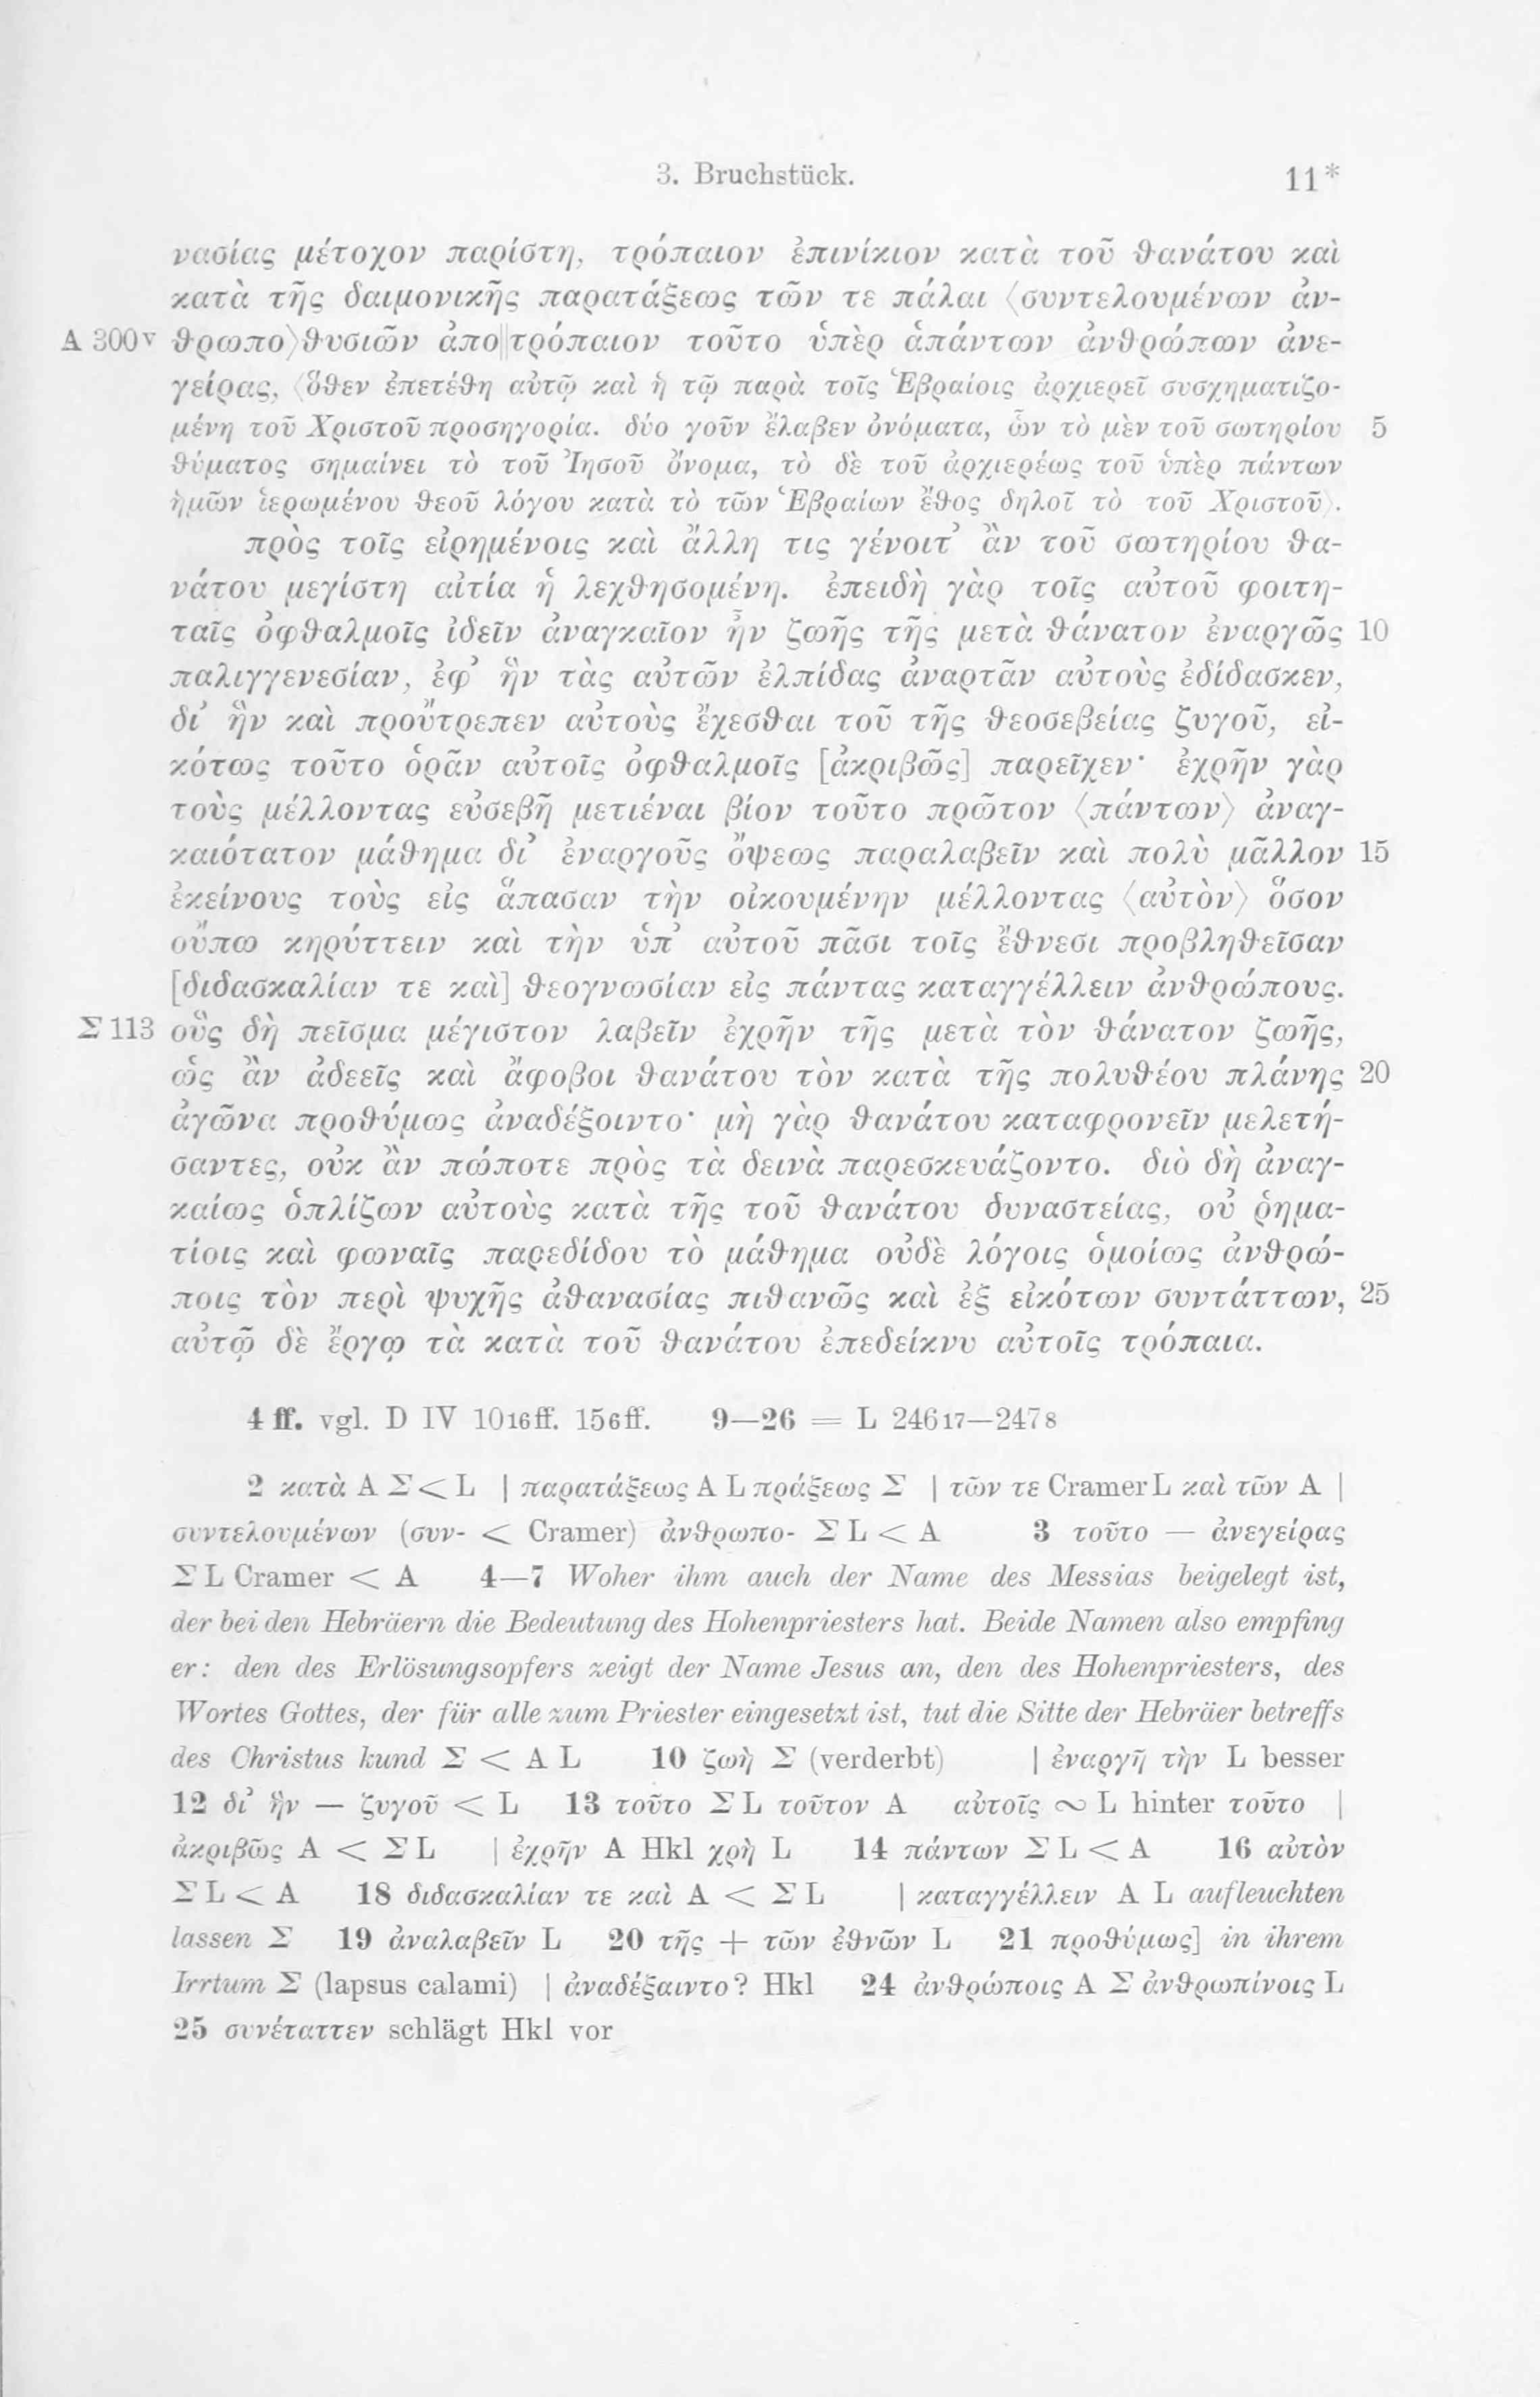 3. Bruchstück. 11*
νασίας μέτοχον παρίστη, τρόπαιον ἐπινίκιον κατὰ τοῦ θανάτου καὶ
κατὰ τῆς δαιμονικῆς παρατάξεως τῶν τε πάλαι ⟨συντελουμένων ἀν-
A 300v θρωπο⟩θυσιῶν ἀπο||τρόπαιον τοῦτο ὑπὲρ ἁπάντων ἀνθρώπων ἀνε-
γείρας, ⟨ὅθεν ἐπετέθη αὐτῷ καὶ ἡ τῷ παρὰ τοῖς Ἑβραίοις ἀρχιερεῖ συσχηματιζο-
μένη τοῦ Χριστοῦ προσηγορία. δύο γοῦν ἔλαβεν ὀνόματα, ὧν τὸ μὲν τοῦ σωτηρίου 5
θύματος σημαίνει τὸ τοῦ Ἰησοῦ ὄνομα, τὸ δὲ τοῦ ἀρχιερέως τοῦ ὑπὲρ πάντων
ἡμῶν ἱερωμένου θεοῦ λόγου κατὰ τὸ τῶν Ἑβραίων ἔθος δηλοῖ τὸ τοῦ Χριστοῦ⟩.
πρὸς τοῖς εἰρημένοις καὶ ἄλλη τις γένοιτ’ ἂν τοῦ σωτηρίου θα-
νάτου μεγίστη αἰτία ἡ λεχθησομένη. ἐπειδὴ γὰρ τοῖς αὐτοῦ φοιτη-
ταῖς ὀφθαλμοῖς ἰδεῖν ἀναγκαῖον ἦν ζωῆς τῆς μετὰ θάνατον ἐναργῶς 10
παλιγγενεσίαν, ἐφ’ ἣν τὰς αὐτῶν ἐλπίδας ἀναρτᾶν αὐτοὺς ἐδίδασκεν,
δι’ ἣν καὶ προὔτρεπεν αὐτοὺς ἔχεσθαι τοῦ τῆς θεοσεβείας ζυγοῦ, εἰ-
κότως τοῦτο ὁρᾶν αὐτοῖς ὀφθαλμοῖς [ἀκριβῶς] παρεῖχεν· ἐχρῆν γὰρ
τοὺς μέλλοντας εὐσεβῆ μετιέναι βίον τοῦτο πρῶτον ⟨πάντων⟩ ἀναγ-
καιότατον μάθημα δι’ ἐναργοῦς ὄψεως παραλαβεῖν καὶ πολὺ μᾶλλον 15
ἐκείνους τοὺς εἰς ἅπασαν τὴν οἰκουμένην μέλλοντας ⟨αὐτὸν⟩ ὅσον
οὔπω κηρύττειν καὶ τὴν ὑπ’ αὐτοῦ πᾶσι τοῖς ἔθνεσι προβληθεῖσαν
[διδασκαλίαν τε καὶ] θεογνωσίαν εἰς πάντας καταγγέλλειν ἀνθρώπους.
Σ 113 οὓς δὴ πεῖσμα μέγιστον λαβεῖν ἐχρῆν τῆς μετὰ τὸν θάνατον ζωῆς,
ὡς ἂν ἀδεεῖς καὶ ἄφοβοι θανάτου τὸν κατὰ τῆς πολυθέου πλάνης 20
ἀγῶνα προθύμως ἀναδέξοιντο· μὴ γὰρ θανάτου καταφρονεῖν μελετή-
σαντες, οὐκ ἂν πώποτε πρὸς τὰ δεινὰ παρεσκευάζοντο. διὸ δὴ ἀναγ-
καίως ὁπλίζων αὐτοὺς κατὰ τῆς τοῦ θανάτου δυναστείας, οὐ ῥημα-
τίοις καὶ φωναῖς παρεδίδου τὸ μάθημα οὐδὲ λόγοις ὁμοίως ἀνθρώ-
ποις τὸν περὶ ψυχῆς ἀθανασίας πιθανῶς καὶ ἐξ εἰκότων συντάττων, 25
αὐτῷ δὲ ἔργῳ τὰ κατὰ τοῦ θανάτου ἐπεδείκνυ αὐτοῖς τρόπαια.
4 ff. vgl. D IV 10 16 ff. 15 6 ff. 9—26 = L 246 17—247 8
2 κατὰ A Σ < L | παρατάξεως A L πράξεως Σ | τῶν τε Cramer L καὶ τῶν A |
συντελουμένων (συν- < Cramer) ἀνθρωπο- Σ L < A 3 τοῦτο — ἀνεγείρας
Σ L Cramer < A 4—7 Woher ihm auch der Name des Messias beigelegt ist,
der bei den Hebräern die Bedeutung des Hohenpriesters hat. Beide Namen also empfing
er: den des Erlösungsopfers zeigt der Name Jesus an, den des Hohenpriesters, des
Wortes Gottes, der für alle zum Priester eingesetzt ist, tut die Sitte der Hebräer betreffs
des Christus kund Σ < A L 10 ζωὴ Σ (verderbt) | ἐναργῆ τὴν L besser
12 δι’ ἣν — ζυγοῦ < L 13 τοῦτο Σ L τοῦτον A αὐτοῖς ∾ L hinter τοῦτο |
ἀκριβῶς A < Σ L | ἐχρῆν A Hkl χρὴ L 14 πάντων Σ L < A 16 αὐτὸν
Σ L < A 18 διδασκαλίαν τε καὶ A < Σ L | καταγγέλλειν A L aufleuchten
lassen Σ 19 ἀναλαβεῖν L 20 τῆς + τῶν ἐθνῶν L 21 προθύμως] in ihrem
Irrtum Σ (lapsus calami) | ἀναδέξαιντο? Hkl 24 ἀνθρώποις A Σ ἀνθρωπίνοις L
25 συνέταττεν schlägt Hkl vor